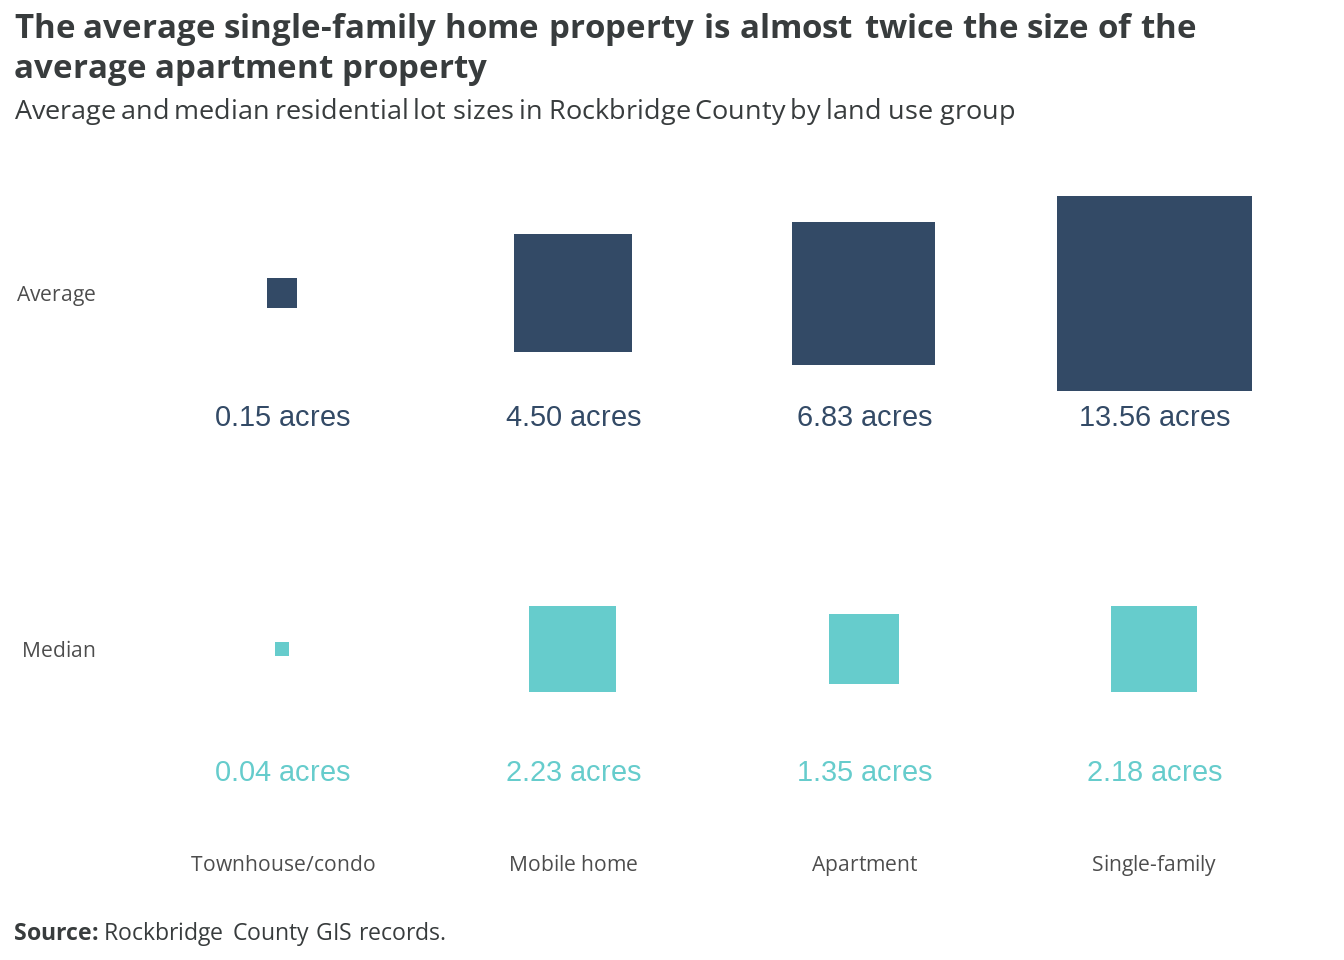 The average single-family home property is almost twice the size of the
average apartment property
Average and median residential lot sizes in Rockbridge County by land use group
Average
0.15 acres
4.50 acres
6.83 acres
13.56 acres
Median
0.04 acres
2.23 acres
1.35 acres
2.18 acres
Townhouse/condo
Mobile home
Apartment
Single-family
Source: Rockbridge County GIS records.